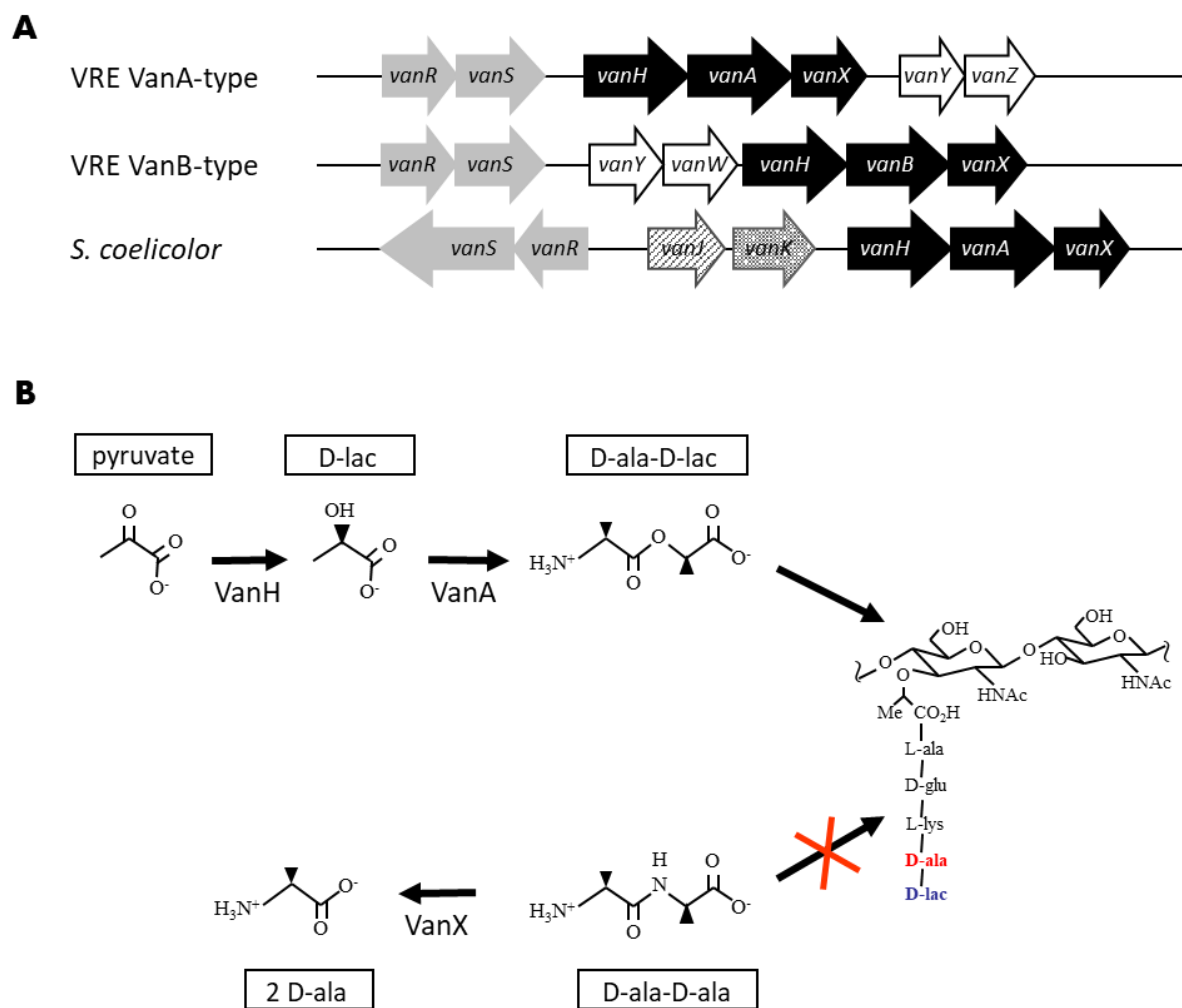 A
VRE VanA-type
vanR vanS vanH vanA vanX vanY vanZ
VRE VanB-type
vanR vanS vanY vanW vanH vanB vanX
S. coelicolor
vanS vanR vanJ vanK vanH vanA vanX
B
pyruvate D-lac D-ala-D-lac
O OH O
O O H₃N⁺ O O⁻
O⁻ VanH O⁻ VanA O
OH OH
O O O O HO O
O HNAc HNAc
Me CO₂H
L-ala
D-glu
L-lys
D-ala
D-lac
H O
O⁻ N O⁻
H₃N⁺ O VanX H₃N⁺ O
2 D-ala D-ala-D-ala